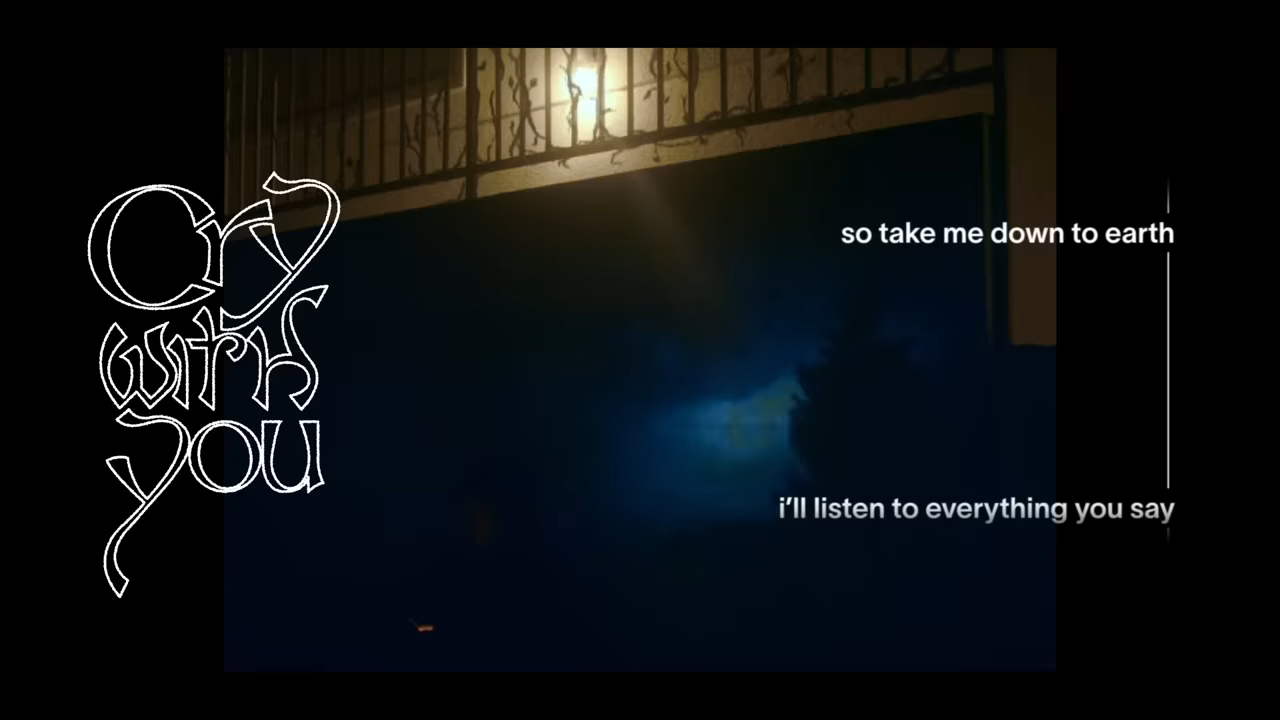 Cry
with
you
so take me down to earth
i'll listen to everything you say